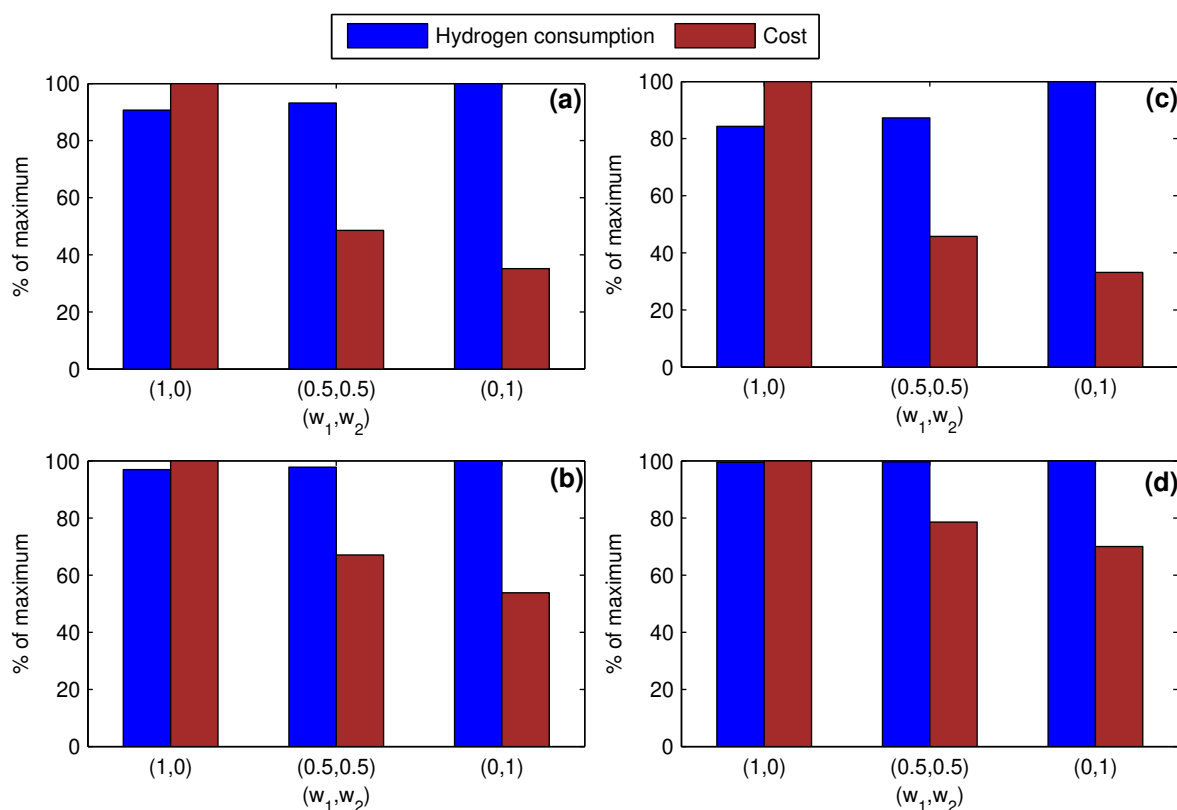 Hydrogen consumption Cost
(a)
100
80
60
40
20
0
% of maximum
(1,0) (0.5,0.5) (0,1)
(w1,w2)
(c)
100
80
60
40
20
0
% of maximum
(1,0) (0.5,0.5) (0,1)
(w1,w2)
(b)
100
80
60
40
20
0
% of maximum
(1,0) (0.5,0.5) (0,1)
(w1,w2)
(d)
100
80
60
40
20
0
% of maximum
(1,0) (0.5,0.5) (0,1)
(w1,w2)